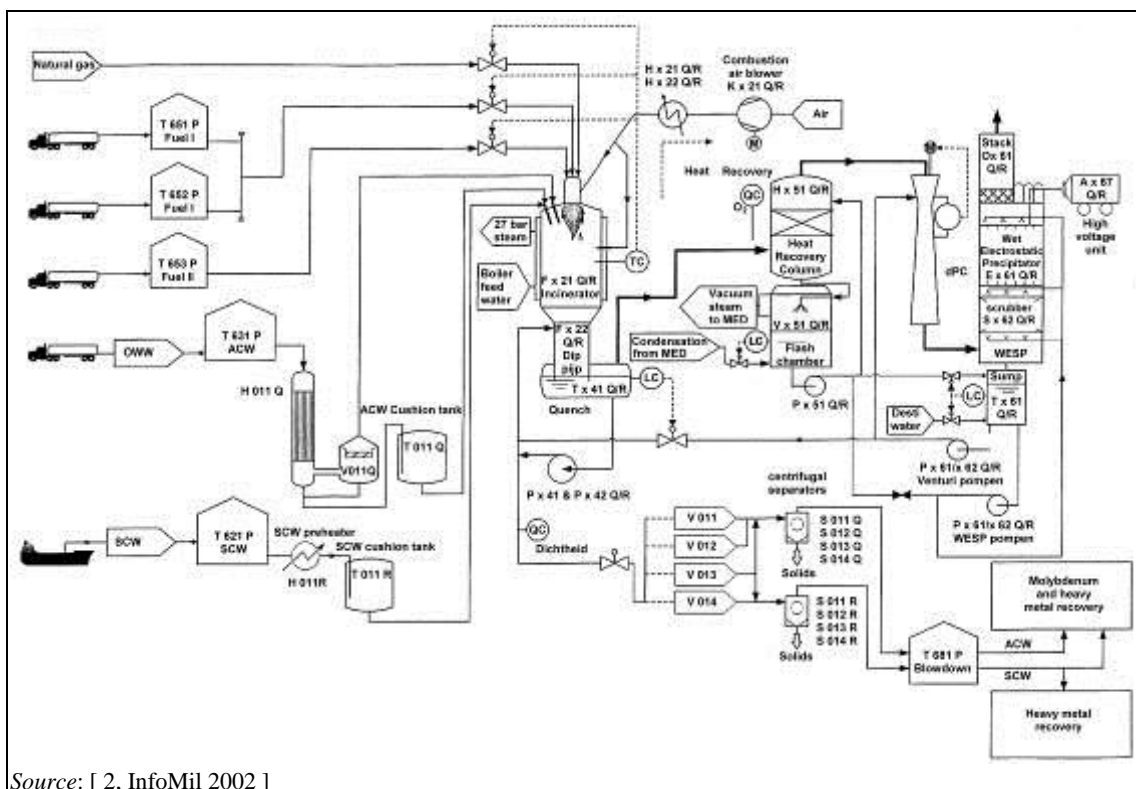 Natural gas
T 651 P
Fuel I
T 652 P
Fuel I
T 653 P
Fuel II
OWW
T 631 P
ACW
H 011 Q
V011Q
ACW Cushion tank
T 011 Q
SCW
T 621 P
SCW
SCW preheater
H 011R
SCW cushion tank
T 011 R
H x 21 Q/R
H x 22 Q/R
Combustion
air blower
K x 21 Q/R
M
Air
Heat Recovery
QC
O₂
27 bar
steam
Boiler
feed
water
TC
F x 21 Q/R
Incinerator
F x 22
Q/R
Dip
pijp
T x 41 Q/R
Quench
LC
P x 41 & P x 42 Q/R
QC
Dichtheid
H x 51 Q/R
Heat
Recovery
Column
Vacuum
steam
to MED
V x 51 Q/R
Flash
chamber
Condensation
from MED
LC
P x 51 Q/R
dPC
Stack
Dx 61
Q/R
A x 67
Q/R
High
voltage
unit
Wet
Electrostatic
Precipitator
E x 61 Q/R
scrubber
S x 62 Q/R
WESP
Sump
T x 61
Q/R
LC
Desti
water
P x 61/x 62 Q/R
Venturi pompen
P x 61/x 62 Q/R
WESP pompen
centrifugal
separators
V 011
V 012
V 013
V 014
S 011 Q
S 012 Q
S 013 Q
S 014 Q
Solids
S 011 R
S 012 R
S 013 R
S 014 R
Solids
T 681 P
Blowdown
ACW
SCW
Molybdenum
and heavy
metal recovery
Heavy metal
recovery
Source: [ 2, InfoMil 2002 ]